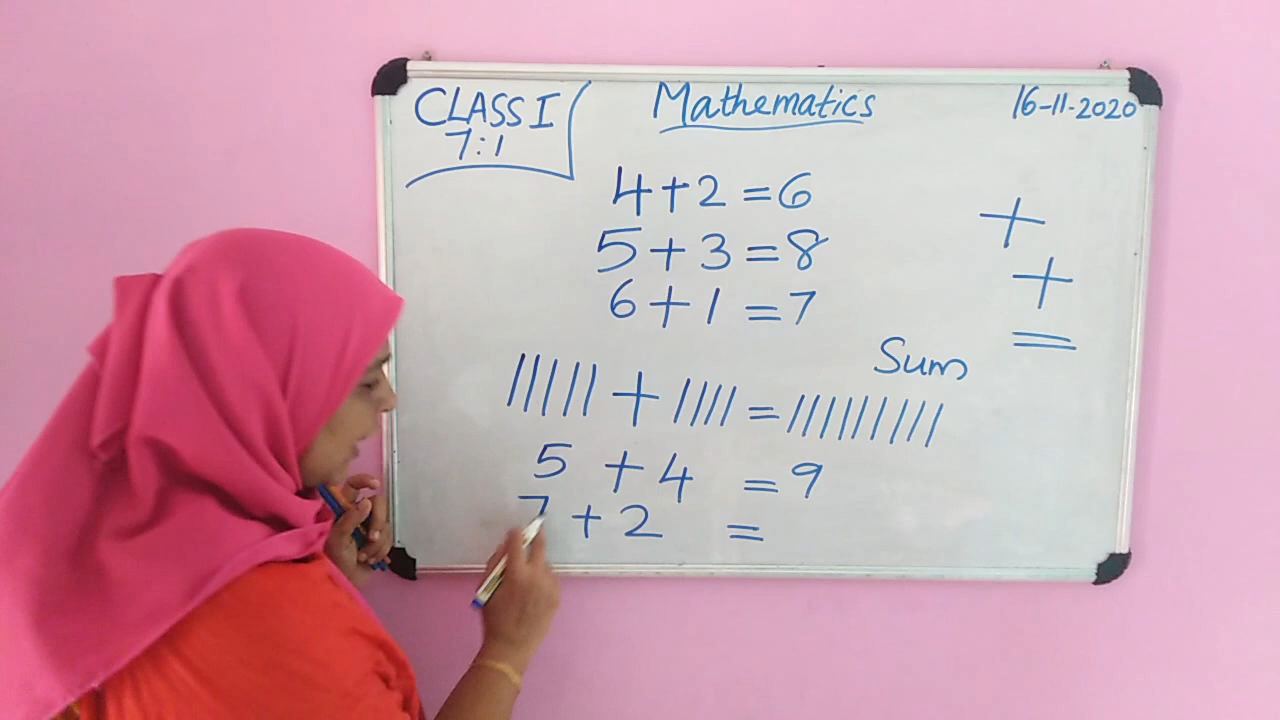 CLASS I
7:1
Mathematics
16-11-2020
4+2=6
5+3=8
6+1=7
+
+
=
Sum
||||| + |||| = |||||||||
5 + 4 = 9
7 + 2 =